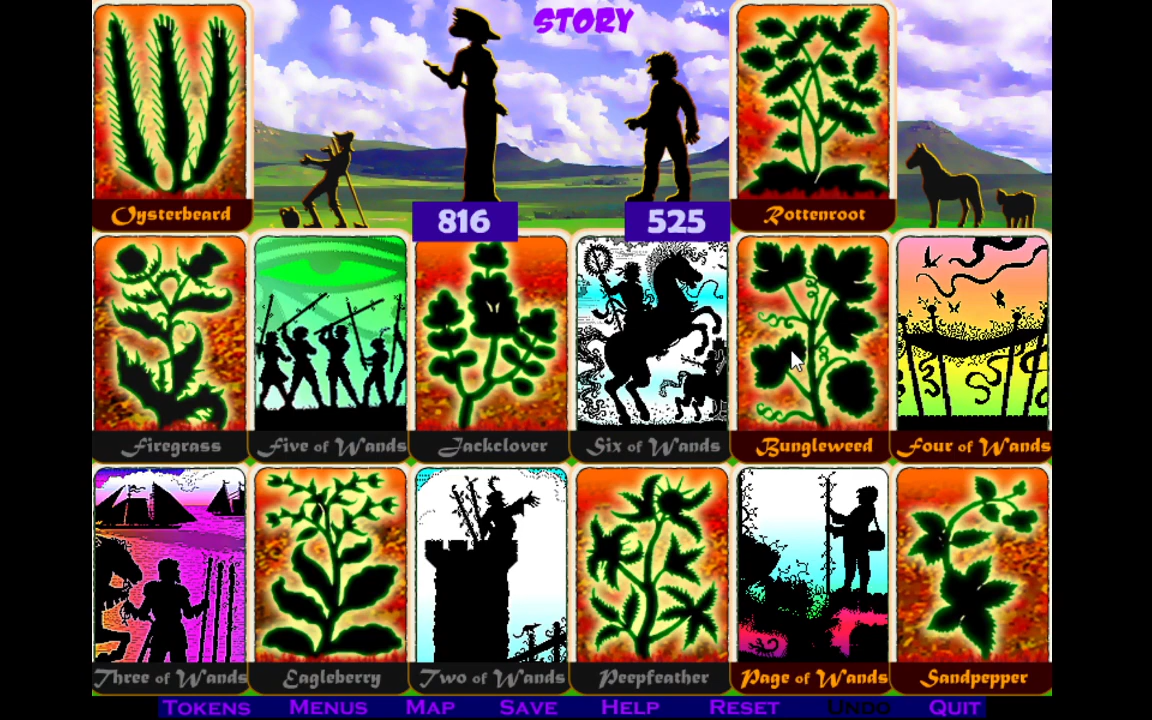 STORY
Oysterbeard
816
525
Rottenroot
Firegrass
Five of Wands
Jackclover
Six of Wands
Bungleweed
Four of Wands
Three of Wands
Eagleberry
Two of Wands
Peepfeather
Page of Wands
Sandpepper
Tokens Menus Map Save Help Reset Undo Quit